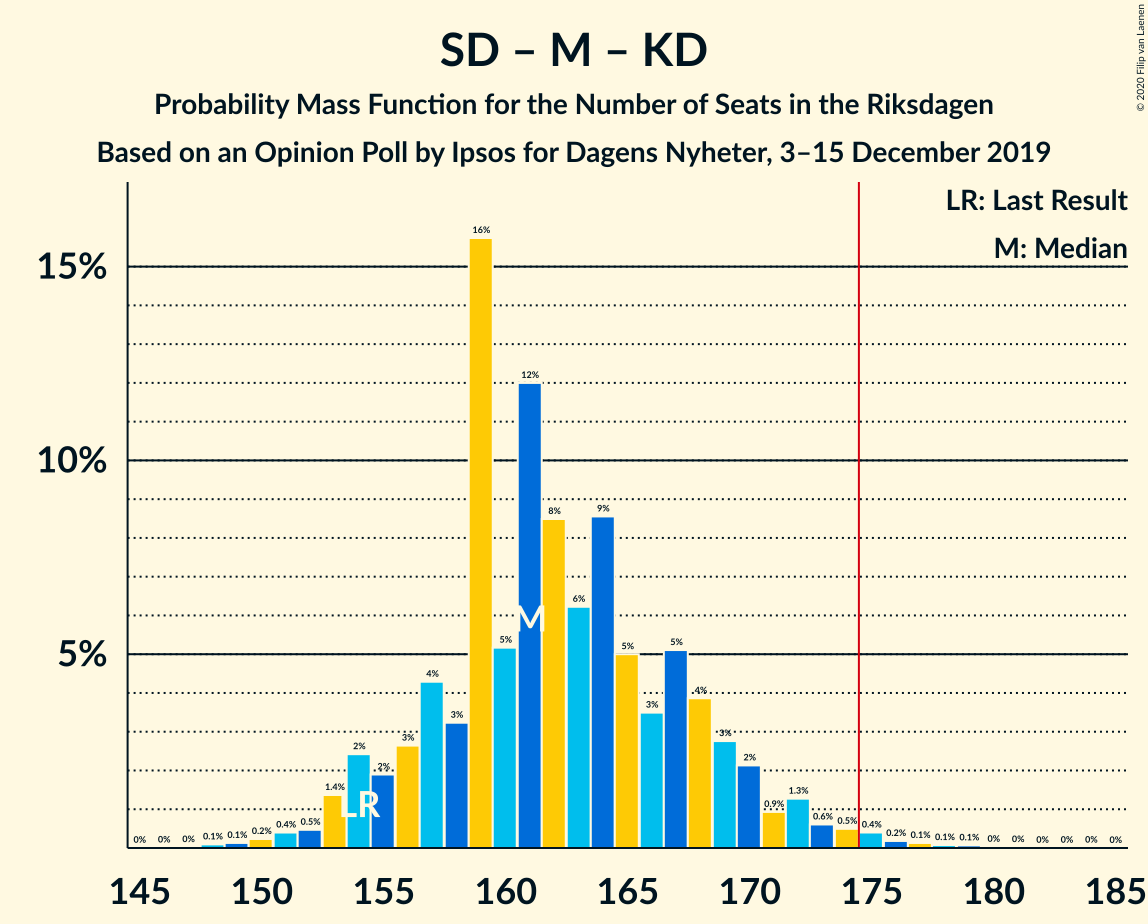 SD – M – KD
Probability Mass Function for the Number of Seats in the Riksdagen
Based on an Opinion Poll by Ipsos for Dagens Nyheter, 3–15 December 2019
© 2020 Filip van Laenen
LR: Last Result
M: Median
15%
10%
5%
0% 0% 0% 0.1% 0.1% 0.2% 0.4% 0.5% 1.4% 2% 2% 3% 4% 3% 16% 5% 12% 8% 6% 9% 5% 3% 5% 4% 3% 2% 0.9% 1.3% 0.6% 0.5% 0.4% 0.2% 0.1% 0.1% 0.1% 0% 0% 0% 0% 0% 0%
M
LR
145 150 155 160 165 170 175 180 185